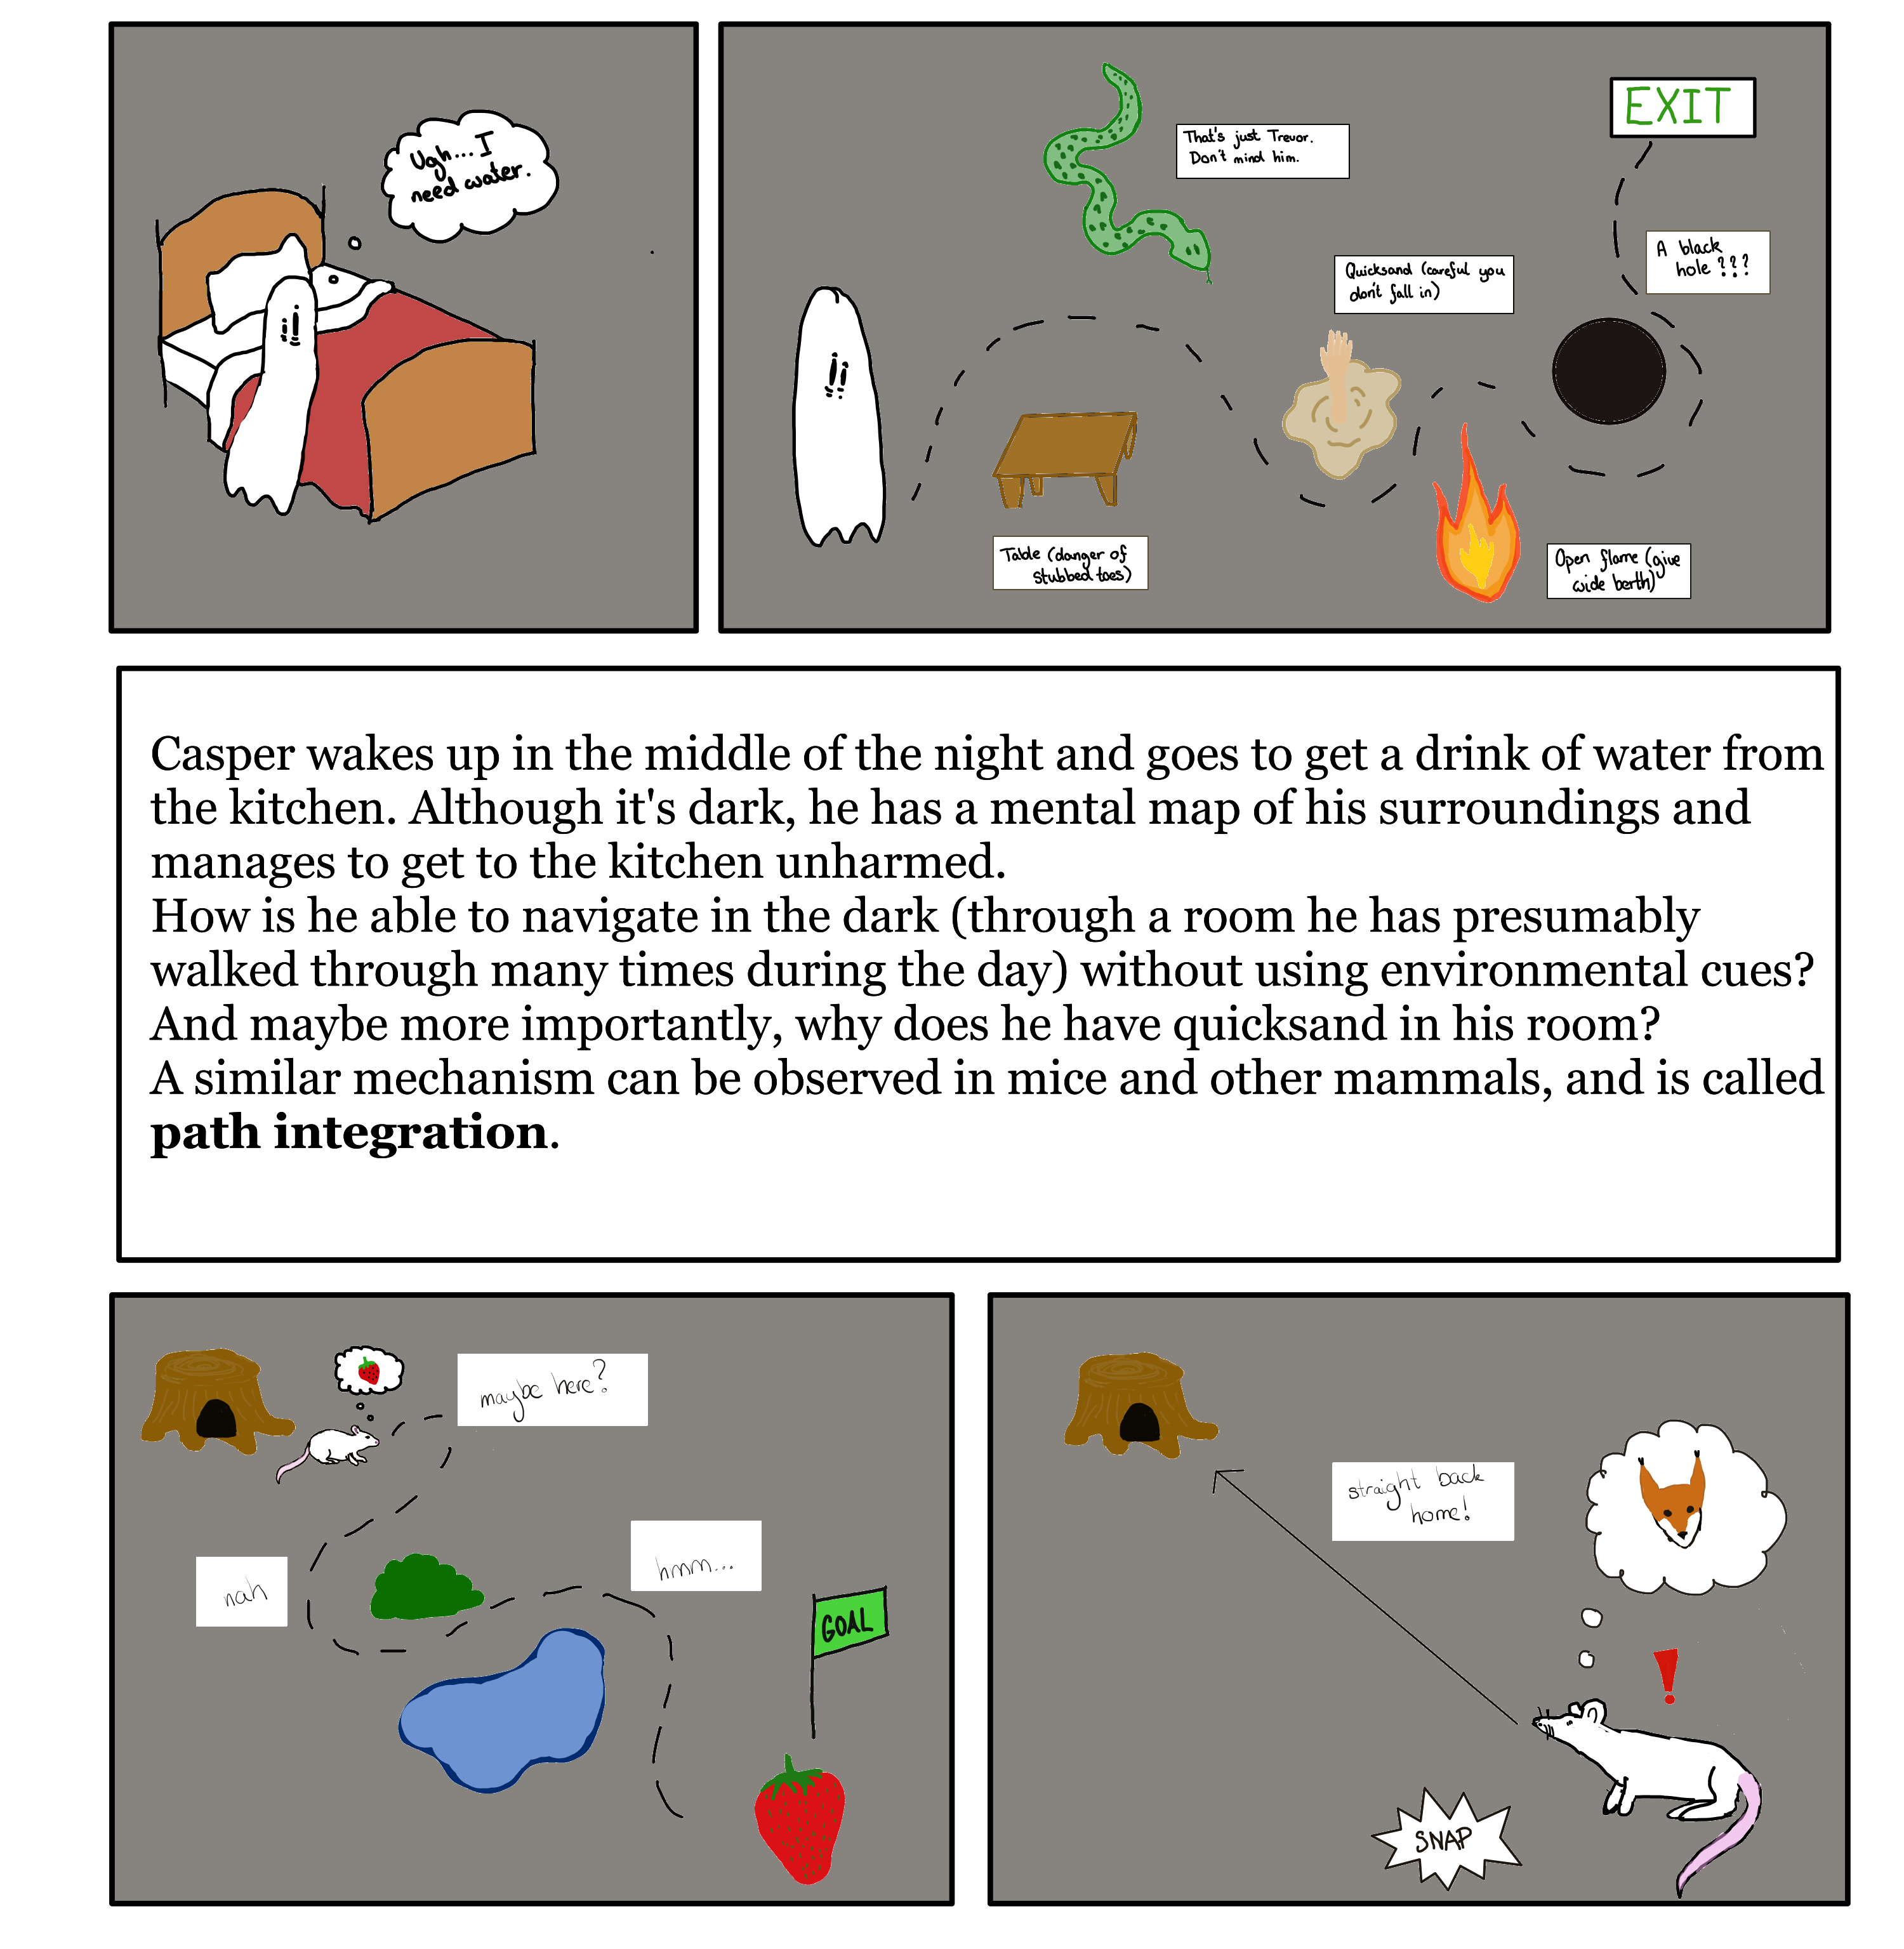 Ugh... I
need water.
That's just Trevor.
Don't mind him.
EXIT
A black
hole ???
Quicksand (careful you
don't fall in)
Table (danger of
stubbed toes)
Open flame (give
wide berth)
Casper wakes up in the middle of the night and goes to get a drink of water from
the kitchen. Although it's dark, he has a mental map of his surroundings and
manages to get to the kitchen unharmed.
How is he able to navigate in the dark (through a room he has presumably
walked through many times during the day) without using environmental cues?
And maybe more importantly, why does he have quicksand in his room?
A similar mechanism can be observed in mice and other mammals, and is called
path integration.
maybe here?
nah
hmm...
GOAL
straight back
home!
SNAP